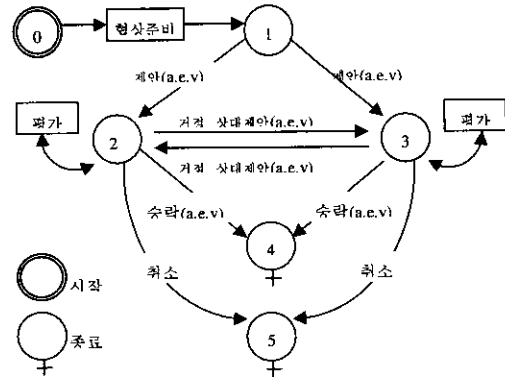 0
협상준비
1
제안(a.e.v)
제안(a.e.v)
평가
평가
2
거절 상대제안(a.e.v)
3
거절 상대제안(a.e.v)
승락(a.e.v)
승락(a.e.v)
4
취소
취소
시작
5
종료